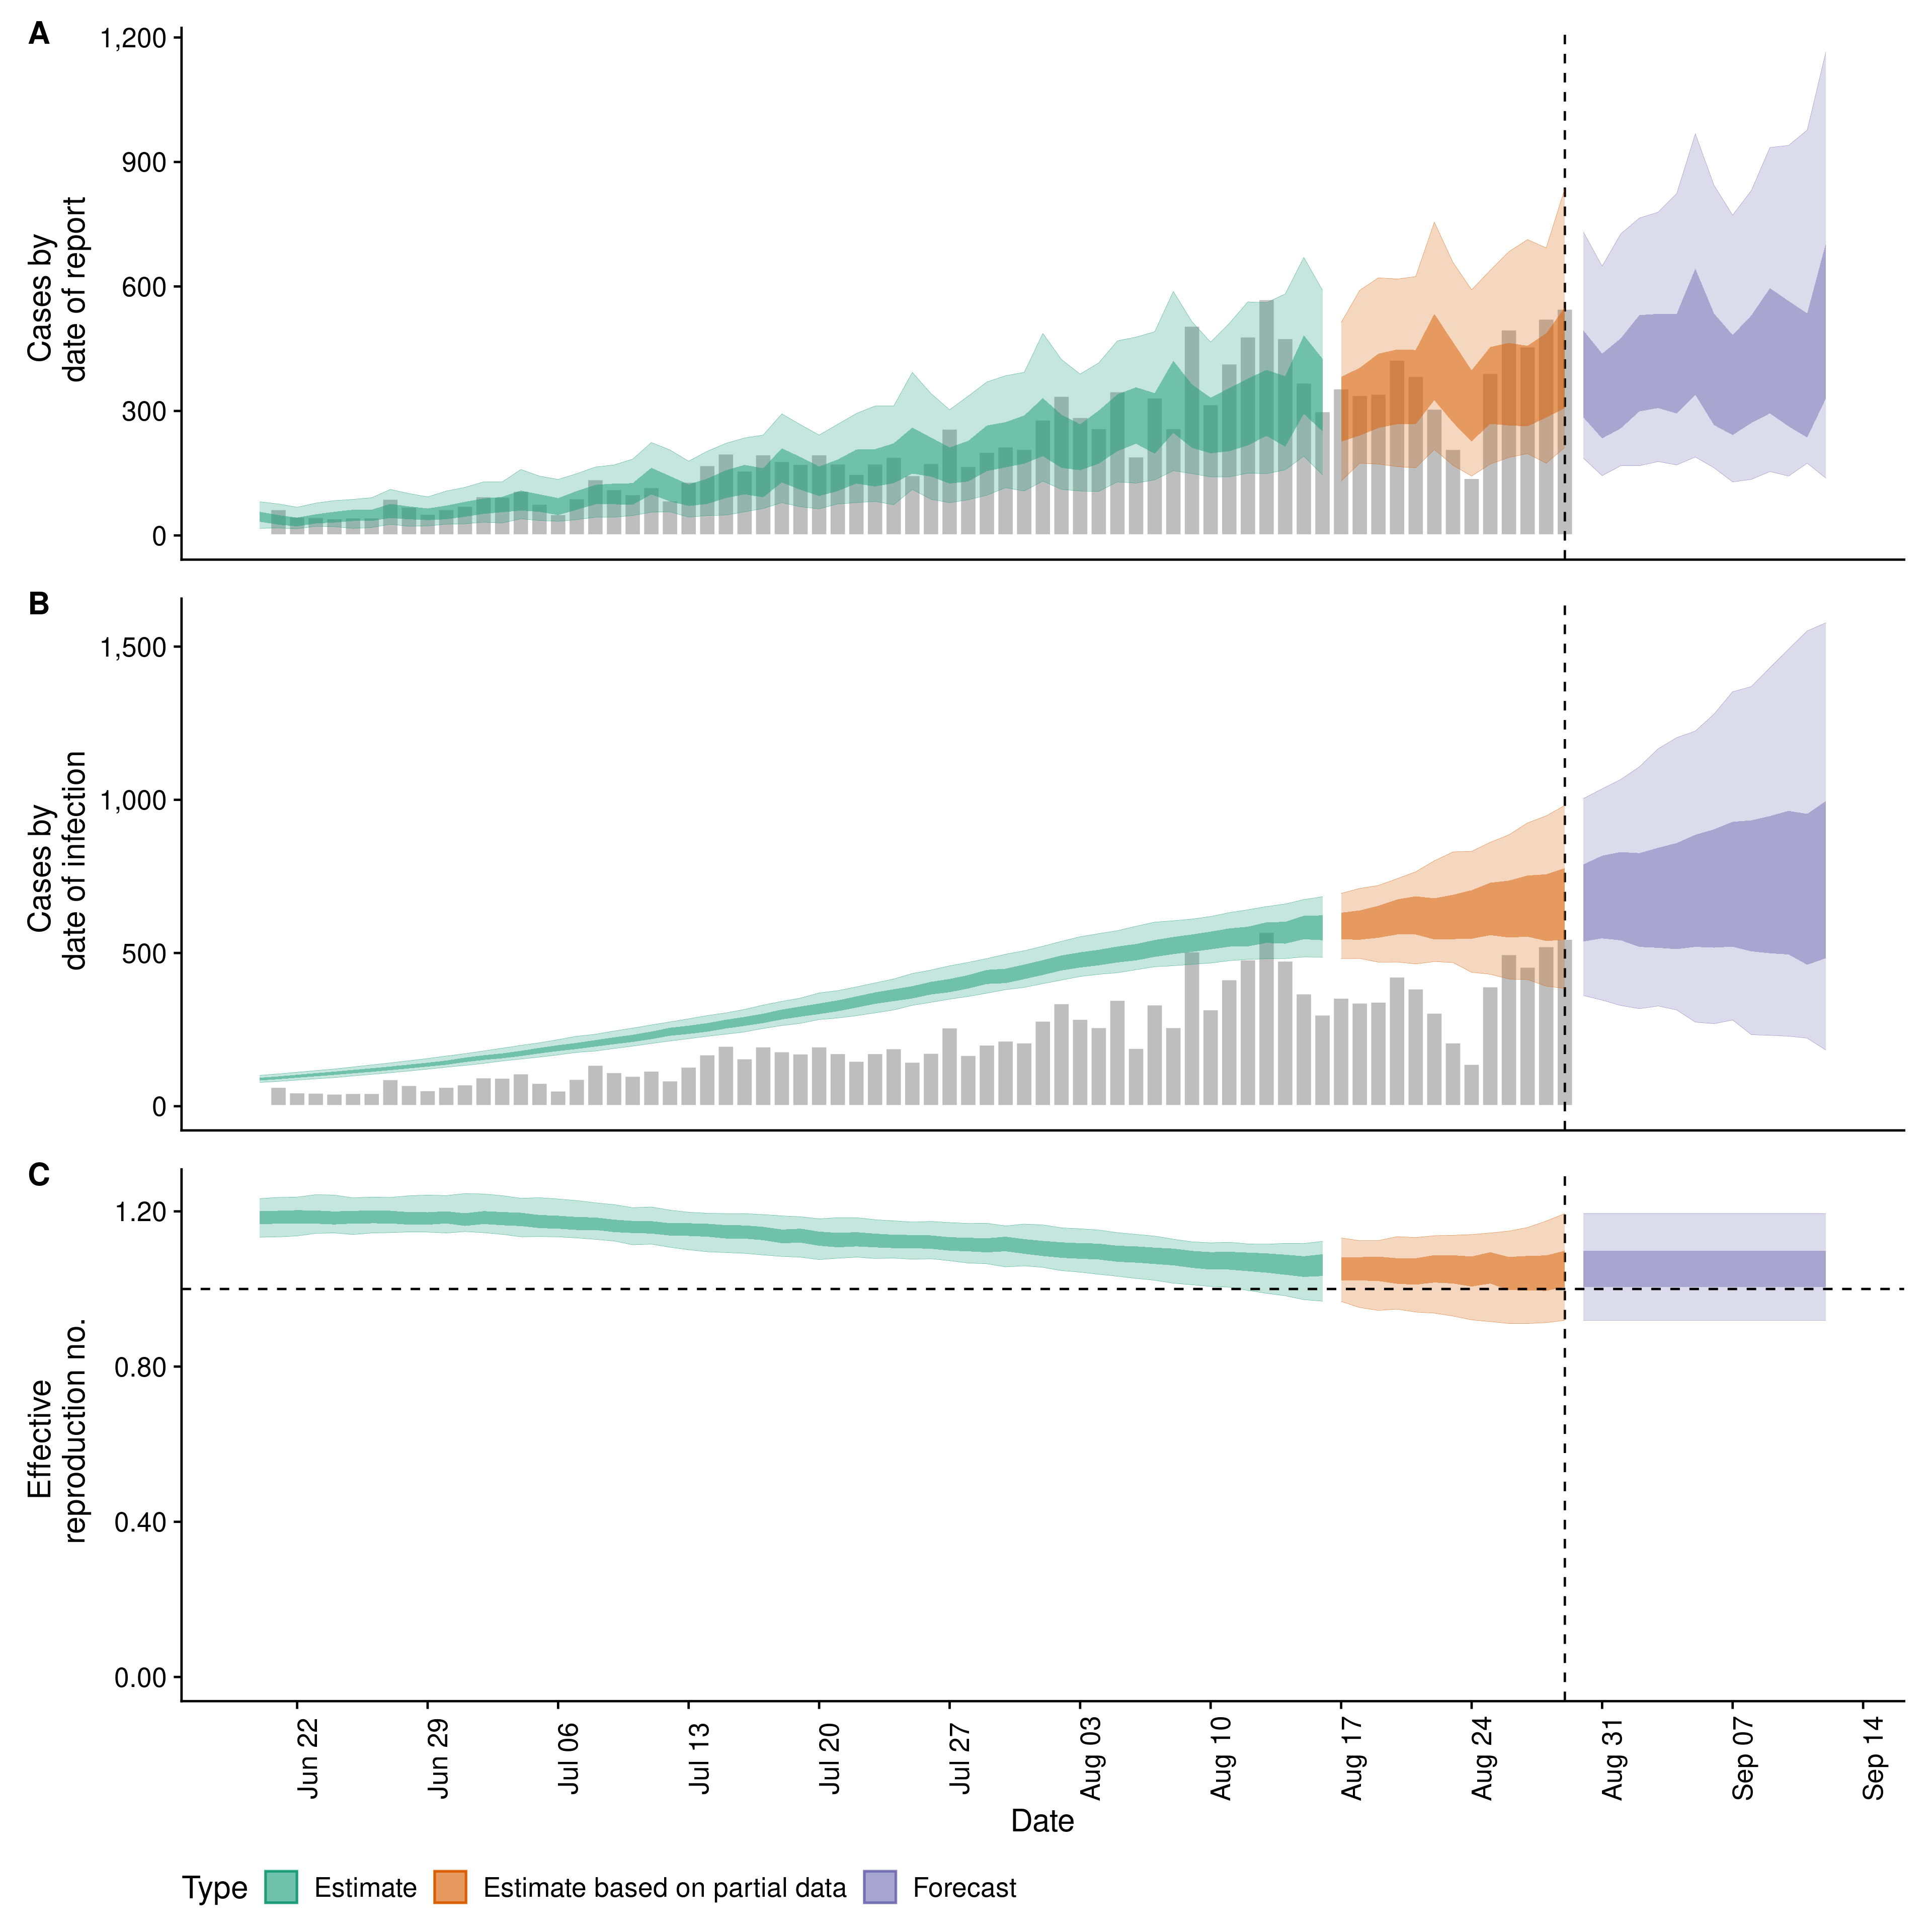 A
1,200
900
600
300
0
Cases by
date of report
B
1,500
1,000
500
0
Cases by
date of infection
C
1.20
0.80
0.40
0.00
Effective
reproduction no.
Jun 22
Jun 29
Jul 06
Jul 13
Jul 20
Jul 27
Aug 03
Aug 10
Aug 17
Aug 24
Aug 31
Sep 07
Sep 14
Date
Type Estimate Estimate based on partial data Forecast